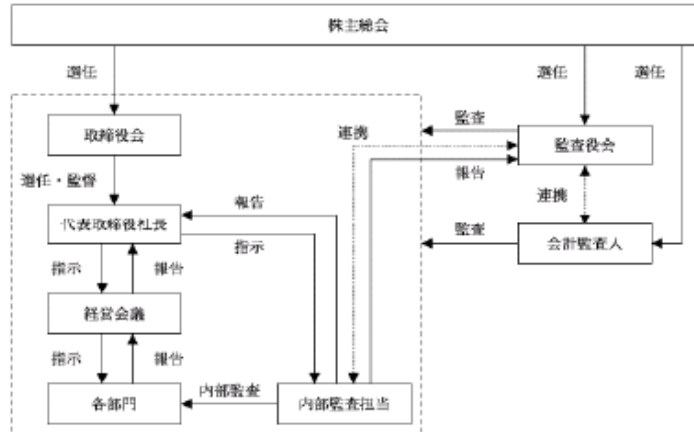 株主総会
選任
選任
選任
取締役会
連携
監査
監査役会
報告
選任・監督
連携
代表取締役社長
報告
指示
監査
会計監査人
指示
報告
経営会議
指示
報告
各部門
内部監査
内部監査担当